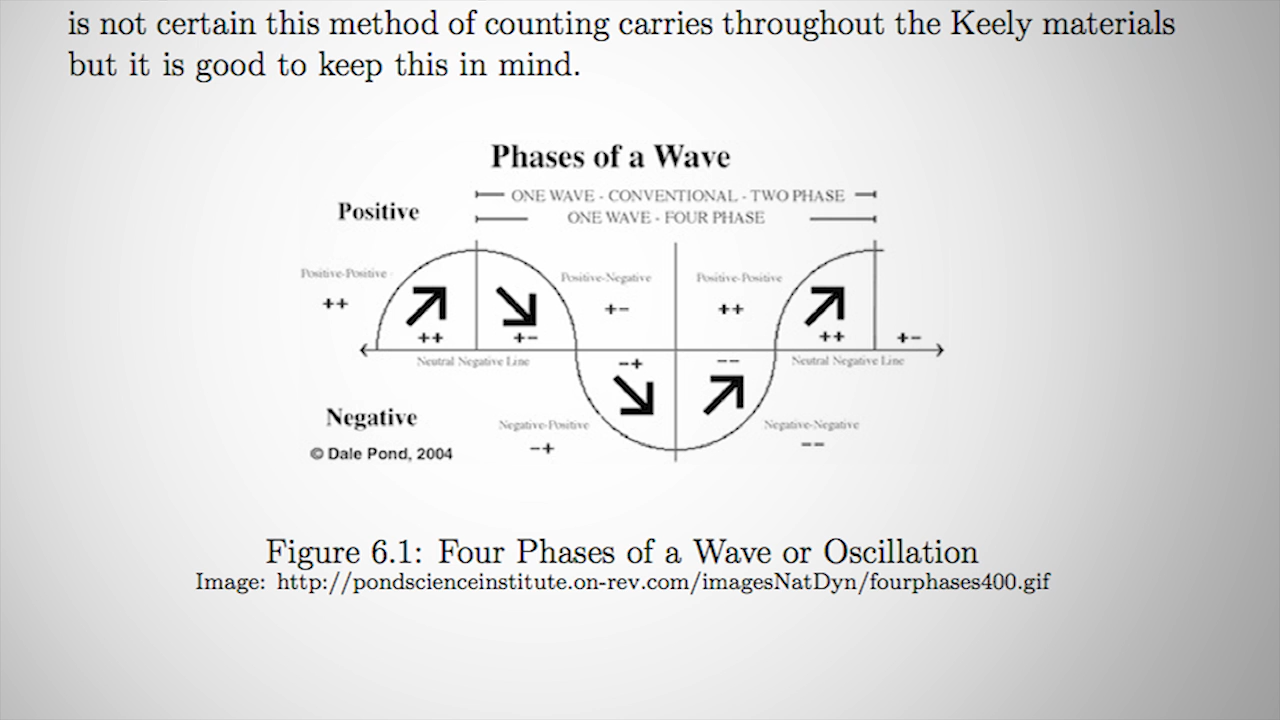 is not certain this method of counting carries throughout the Keely materials
but it is good to keep this in mind.
Phases of a Wave
ONE WAVE - CONVENTIONAL - TWO PHASE
Positive
ONE WAVE - FOUR PHASE
Positive-Positive
Positive-Negative
Positive-Positive
++
+-
++
++
+-
++
+-
Neutral Negative Line
-+
--
Neutral Negative Line
Negative
Negative-Positive
Negative-Negative
-+
--
© Dale Pond, 2004
Figure 6.1: Four Phases of a Wave or Oscillation
Image: http://pondscienceinstitute.on-rev.com/imagesNatDyn/fourphases400.gif